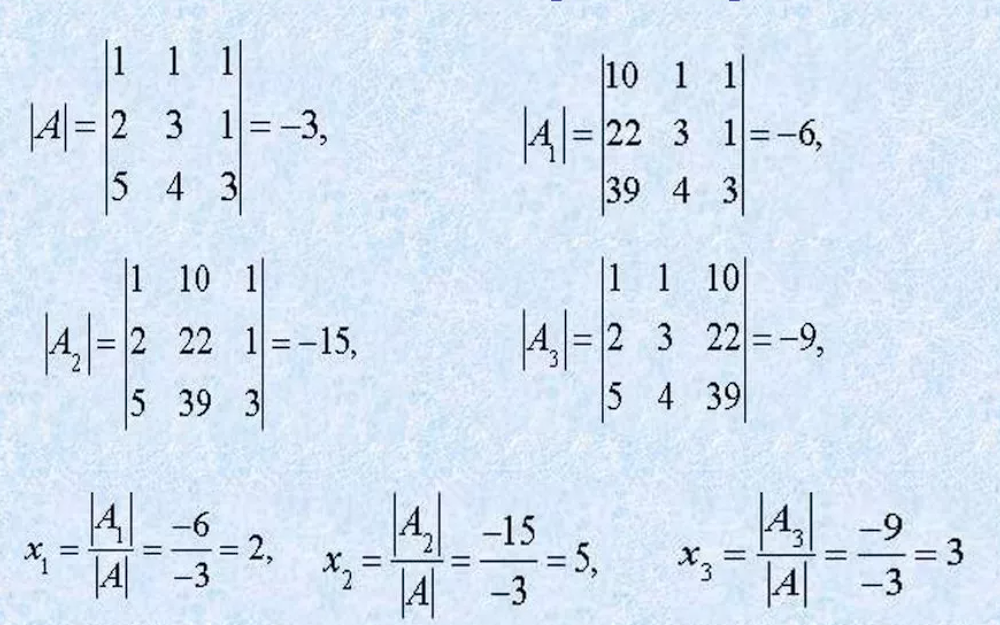 |A| = |1 1 1; 2 3 1; 5 4 3| = −3,
|A₁| = |10 1 1; 22 3 1; 39 4 3| = −6,
|A₂| = |1 10 1; 2 22 1; 5 39 3| = −15,
|A₃| = |1 1 10; 2 3 22; 5 4 39| = −9,
x₁ = |A₁| / |A| = −6 / −3 = 2,
x₂ = |A₂| / |A| = −15 / −3 = 5,
x₃ = |A₃| / |A| = −9 / −3 = 3